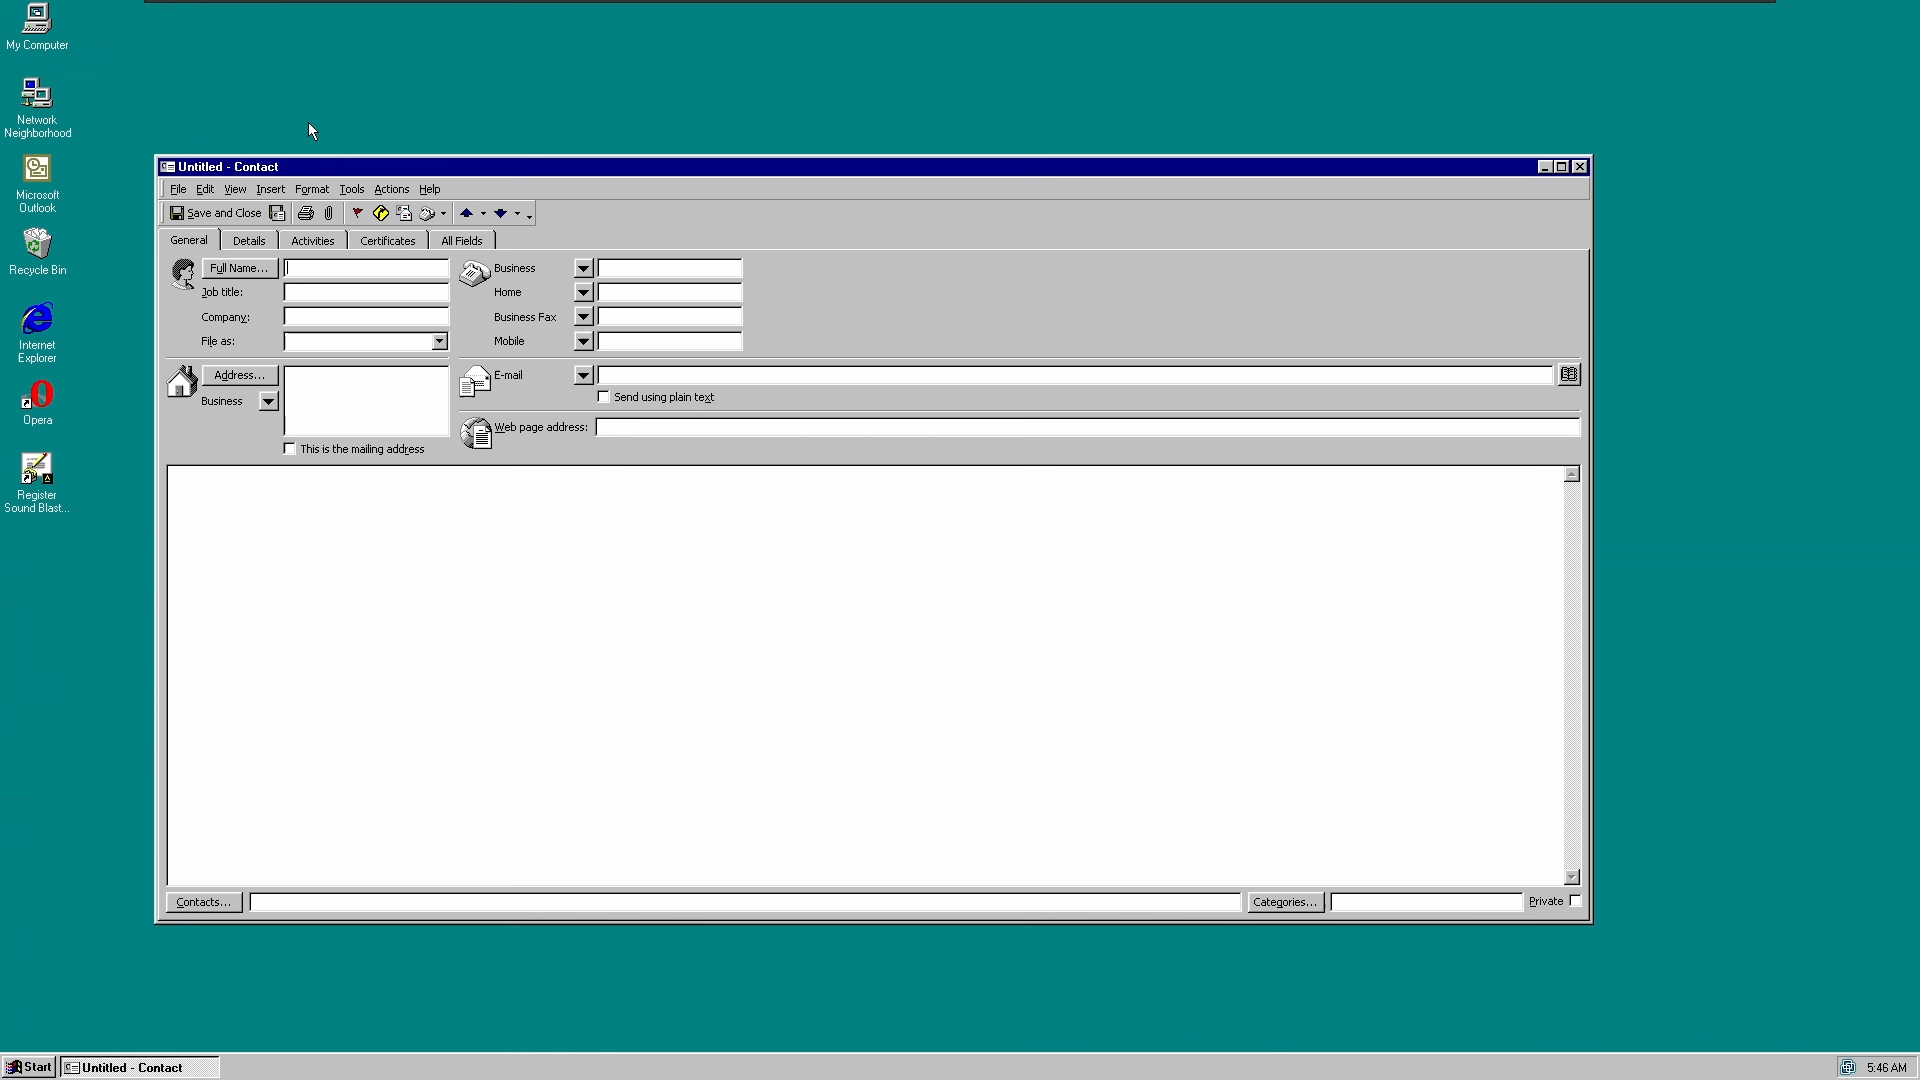 My Computer
Network
Neighborhood
Microsoft
Outlook
Recycle Bin
Internet
Explorer
Opera
Register
Sound Blast...
Untitled - Contact
File Edit View Insert Format Tools Actions Help
Save and Close
General Details Activities Certificates All Fields
Full Name... Business
Job title: Home
Company: Business Fax
File as: Mobile
Address... E-mail
Business Send using plain text
Web page address:
This is the mailing address
Contacts... Categories... Private
Start Untitled - Contact 5:46 AM